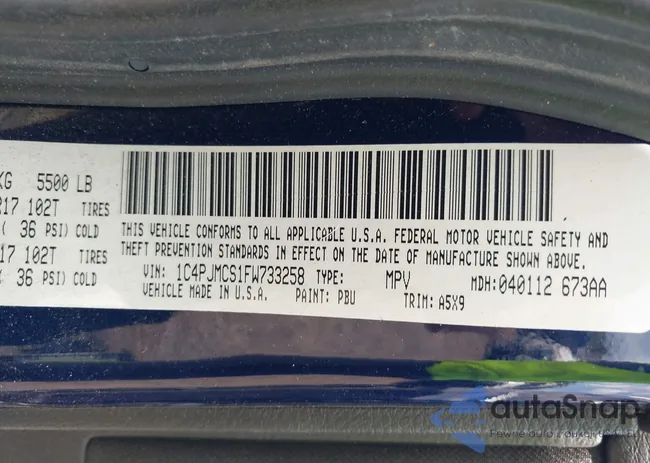 KG 5500 LB
R17 102T TIRES
( 36 PSI) COLD
17 102T TIRES
( 36 PSI) COLD
THIS VEHICLE CONFORMS TO ALL APPLICABLE U.S.A. FEDERAL MOTOR VEHICLE SAFETY AND
THEFT PREVENTION STANDARDS IN EFFECT ON THE DATE OF MANUFACTURE SHOWN ABOVE.
VIN: 1C4PJMCS1FW733258 TYPE: MPV MDH: 040112 673AA
VEHICLE MADE IN U.S.A. PAINT: PBU TRIM: A5X9
autoSnap